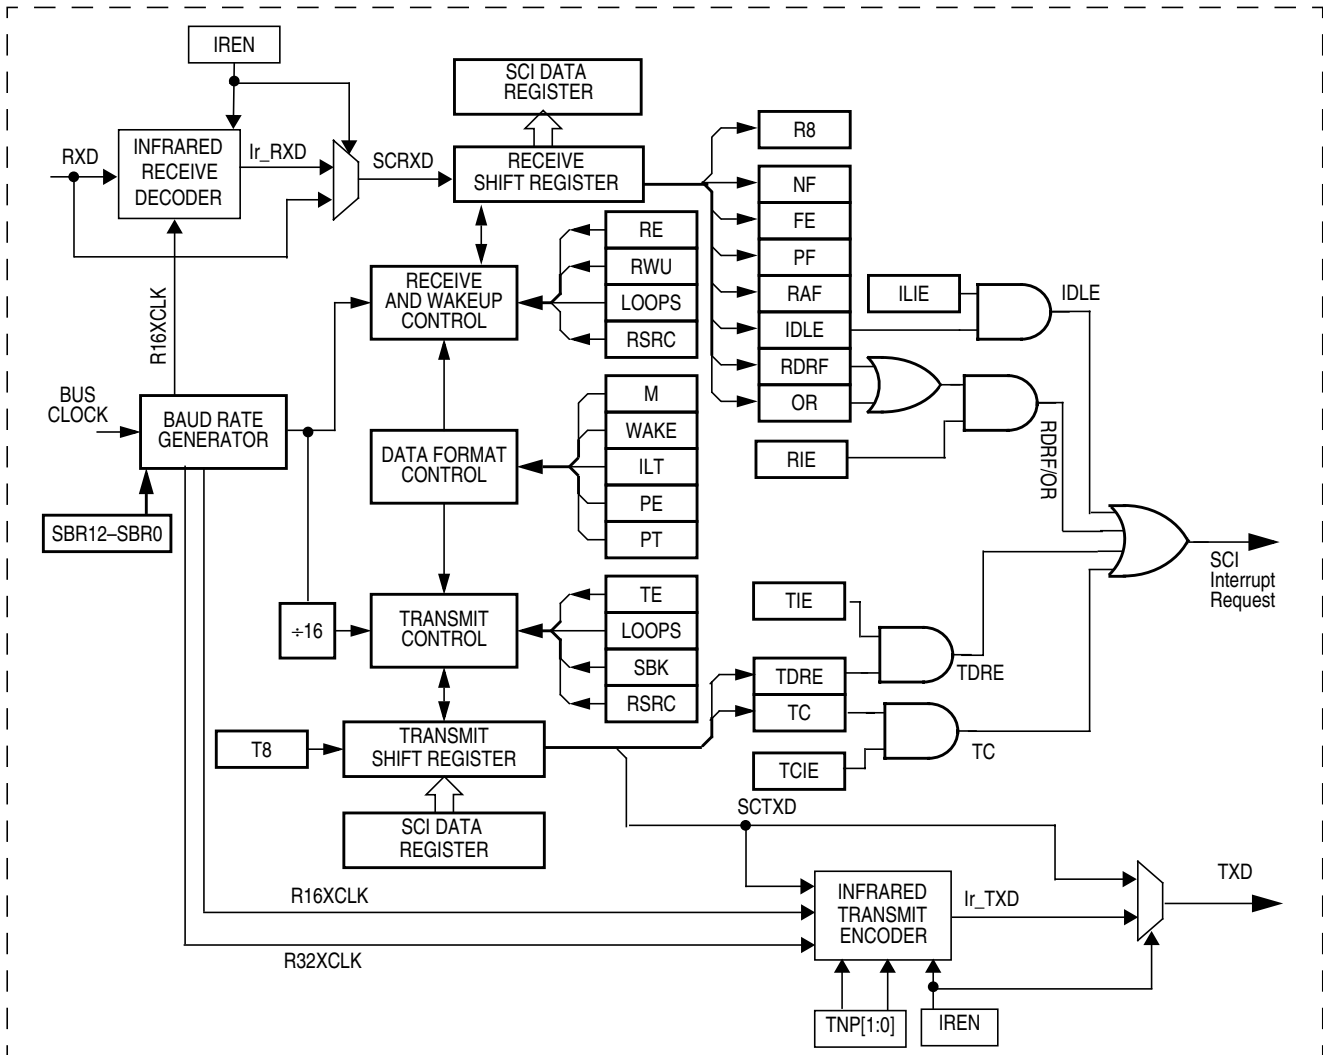 IREN
SCI DATA
REGISTER
RXD
INFRARED
RECEIVE
DECODER
Ir_RXD
SCRXD
RECEIVE
SHIFT REGISTER
R8
NF
FE
PF
RAF
IDLE
RDRF
OR
RE
RWU
LOOPS
RSRC
RECEIVE
AND WAKEUP
CONTROL
ILIE
IDLE
R16XCLK
BUS
CLOCK
BAUD RATE
GENERATOR
DATA FORMAT
CONTROL
M
WAKE
ILT
PE
PT
RIE
RDRF/OR
SBR12–SBR0
SCI
Interrupt
Request
÷16
TRANSMIT
CONTROL
TE
LOOPS
SBK
RSRC
TIE
TDRE
TDRE
TC
TC
TCIE
T8
TRANSMIT
SHIFT REGISTER
SCI DATA
REGISTER
SCTXD
R16XCLK
R32XCLK
INFRARED
TRANSMIT
ENCODER
Ir_TXD
TXD
TNP[1:0]
IREN